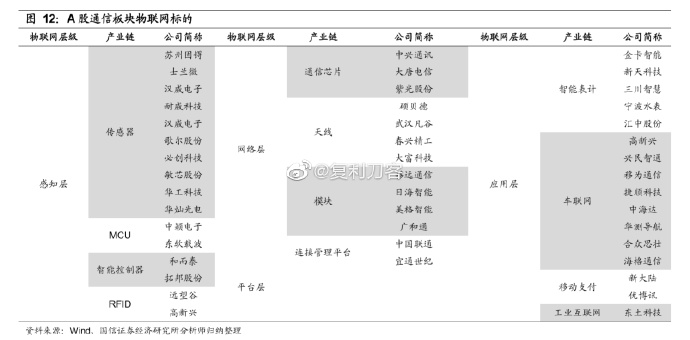 图 12：A 股通信板块物联网标的
物联网层级 产业链 公司简称 物联网层级 产业链 公司简称 物联网层级 产业链 公司简称
感知层
传感器
苏州固锝
士兰微
汉威电子
耐威科技
汉威电子
歌尔股份
必创科技
敏芯股份
华工科技
华灿光电
MCU
中颖电子
东软载波
智能控制器
和而泰
拓邦股份
RFID
远望谷
高新兴
网络层
通信芯片
中兴通讯
大唐电信
紫光股份
天线
硕贝德
武汉凡谷
春兴精工
大富科技
模块
移远通信
日海智能
美格智能
广和通
平台层
连接管理平台
中国联通
宜通世纪
应用层
智能表计
金卡智能
新天科技
三川智慧
宁波水表
汇中股份
车联网
高新兴
兴民智通
移为通信
捷顺科技
中海达
华测导航
合众思壮
海格通信
移动支付
新大陆
优博讯
工业互联网
东土科技
@复利刀客
资料来源：Wind、国信证券经济研究所分析师归纳整理